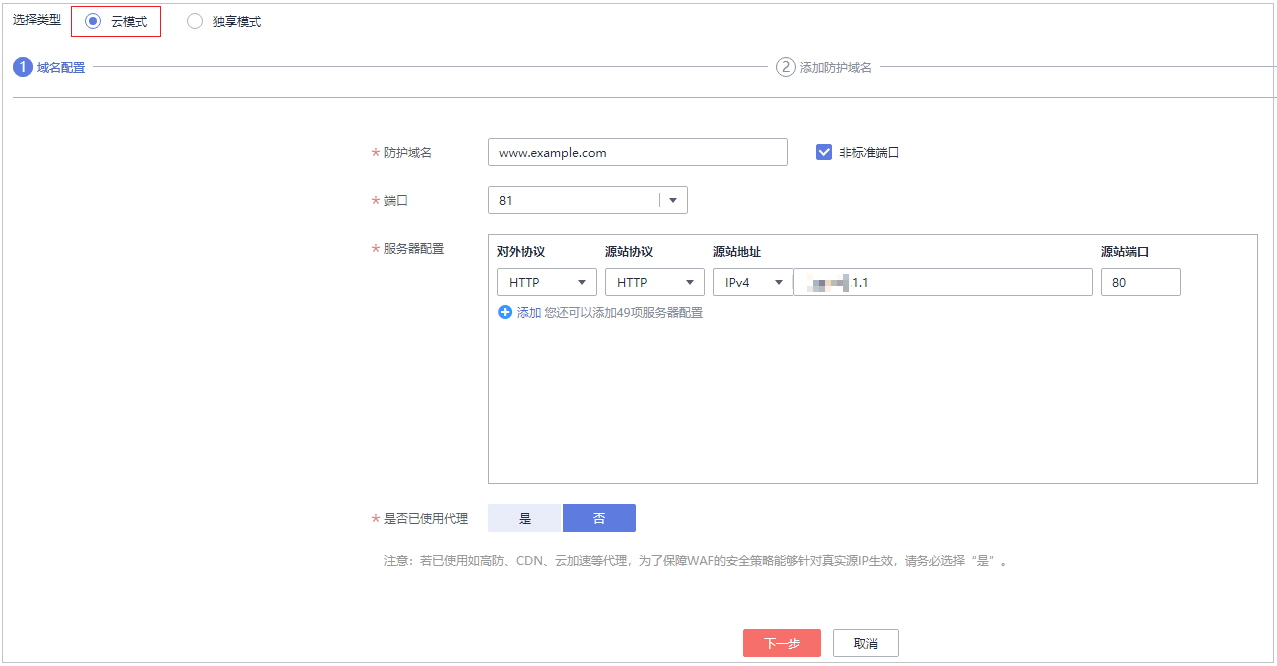 选择类型 云模式 独享模式
1 域名配置 2 添加防护域名
* 防护域名 www.example.com 非标准端口
* 端口 81
* 服务器配置 对外协议 源站协议 源站地址 源站端口
HTTP HTTP IPv4 .1.1 80
添加 您还可以添加49项服务器配置
* 是否已使用代理 是 否
注意：若已使用如高防、CDN、云加速等代理，为了保障WAF的安全策略能够针对真实源IP生效，请务必选择“是”。
下一步 取消